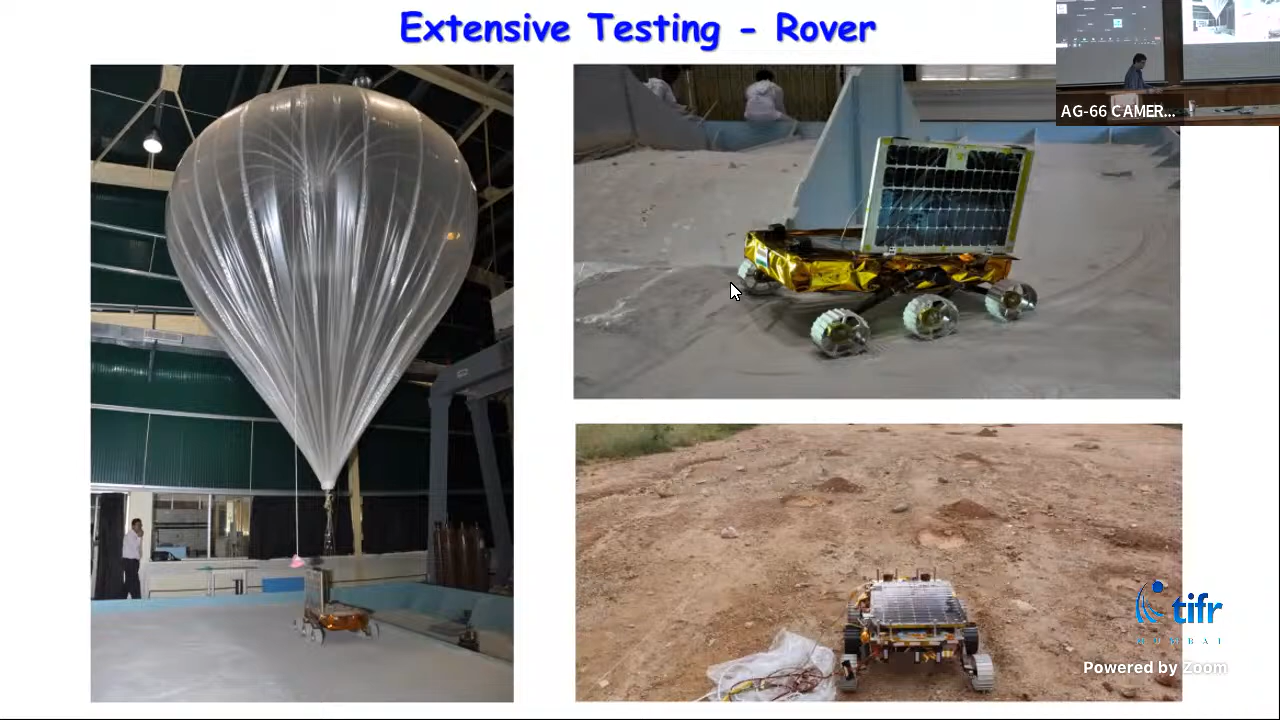 Extensive Testing - Rover
AG-66 CAMER...
tifr
MUMBAI
Powered by Zoom